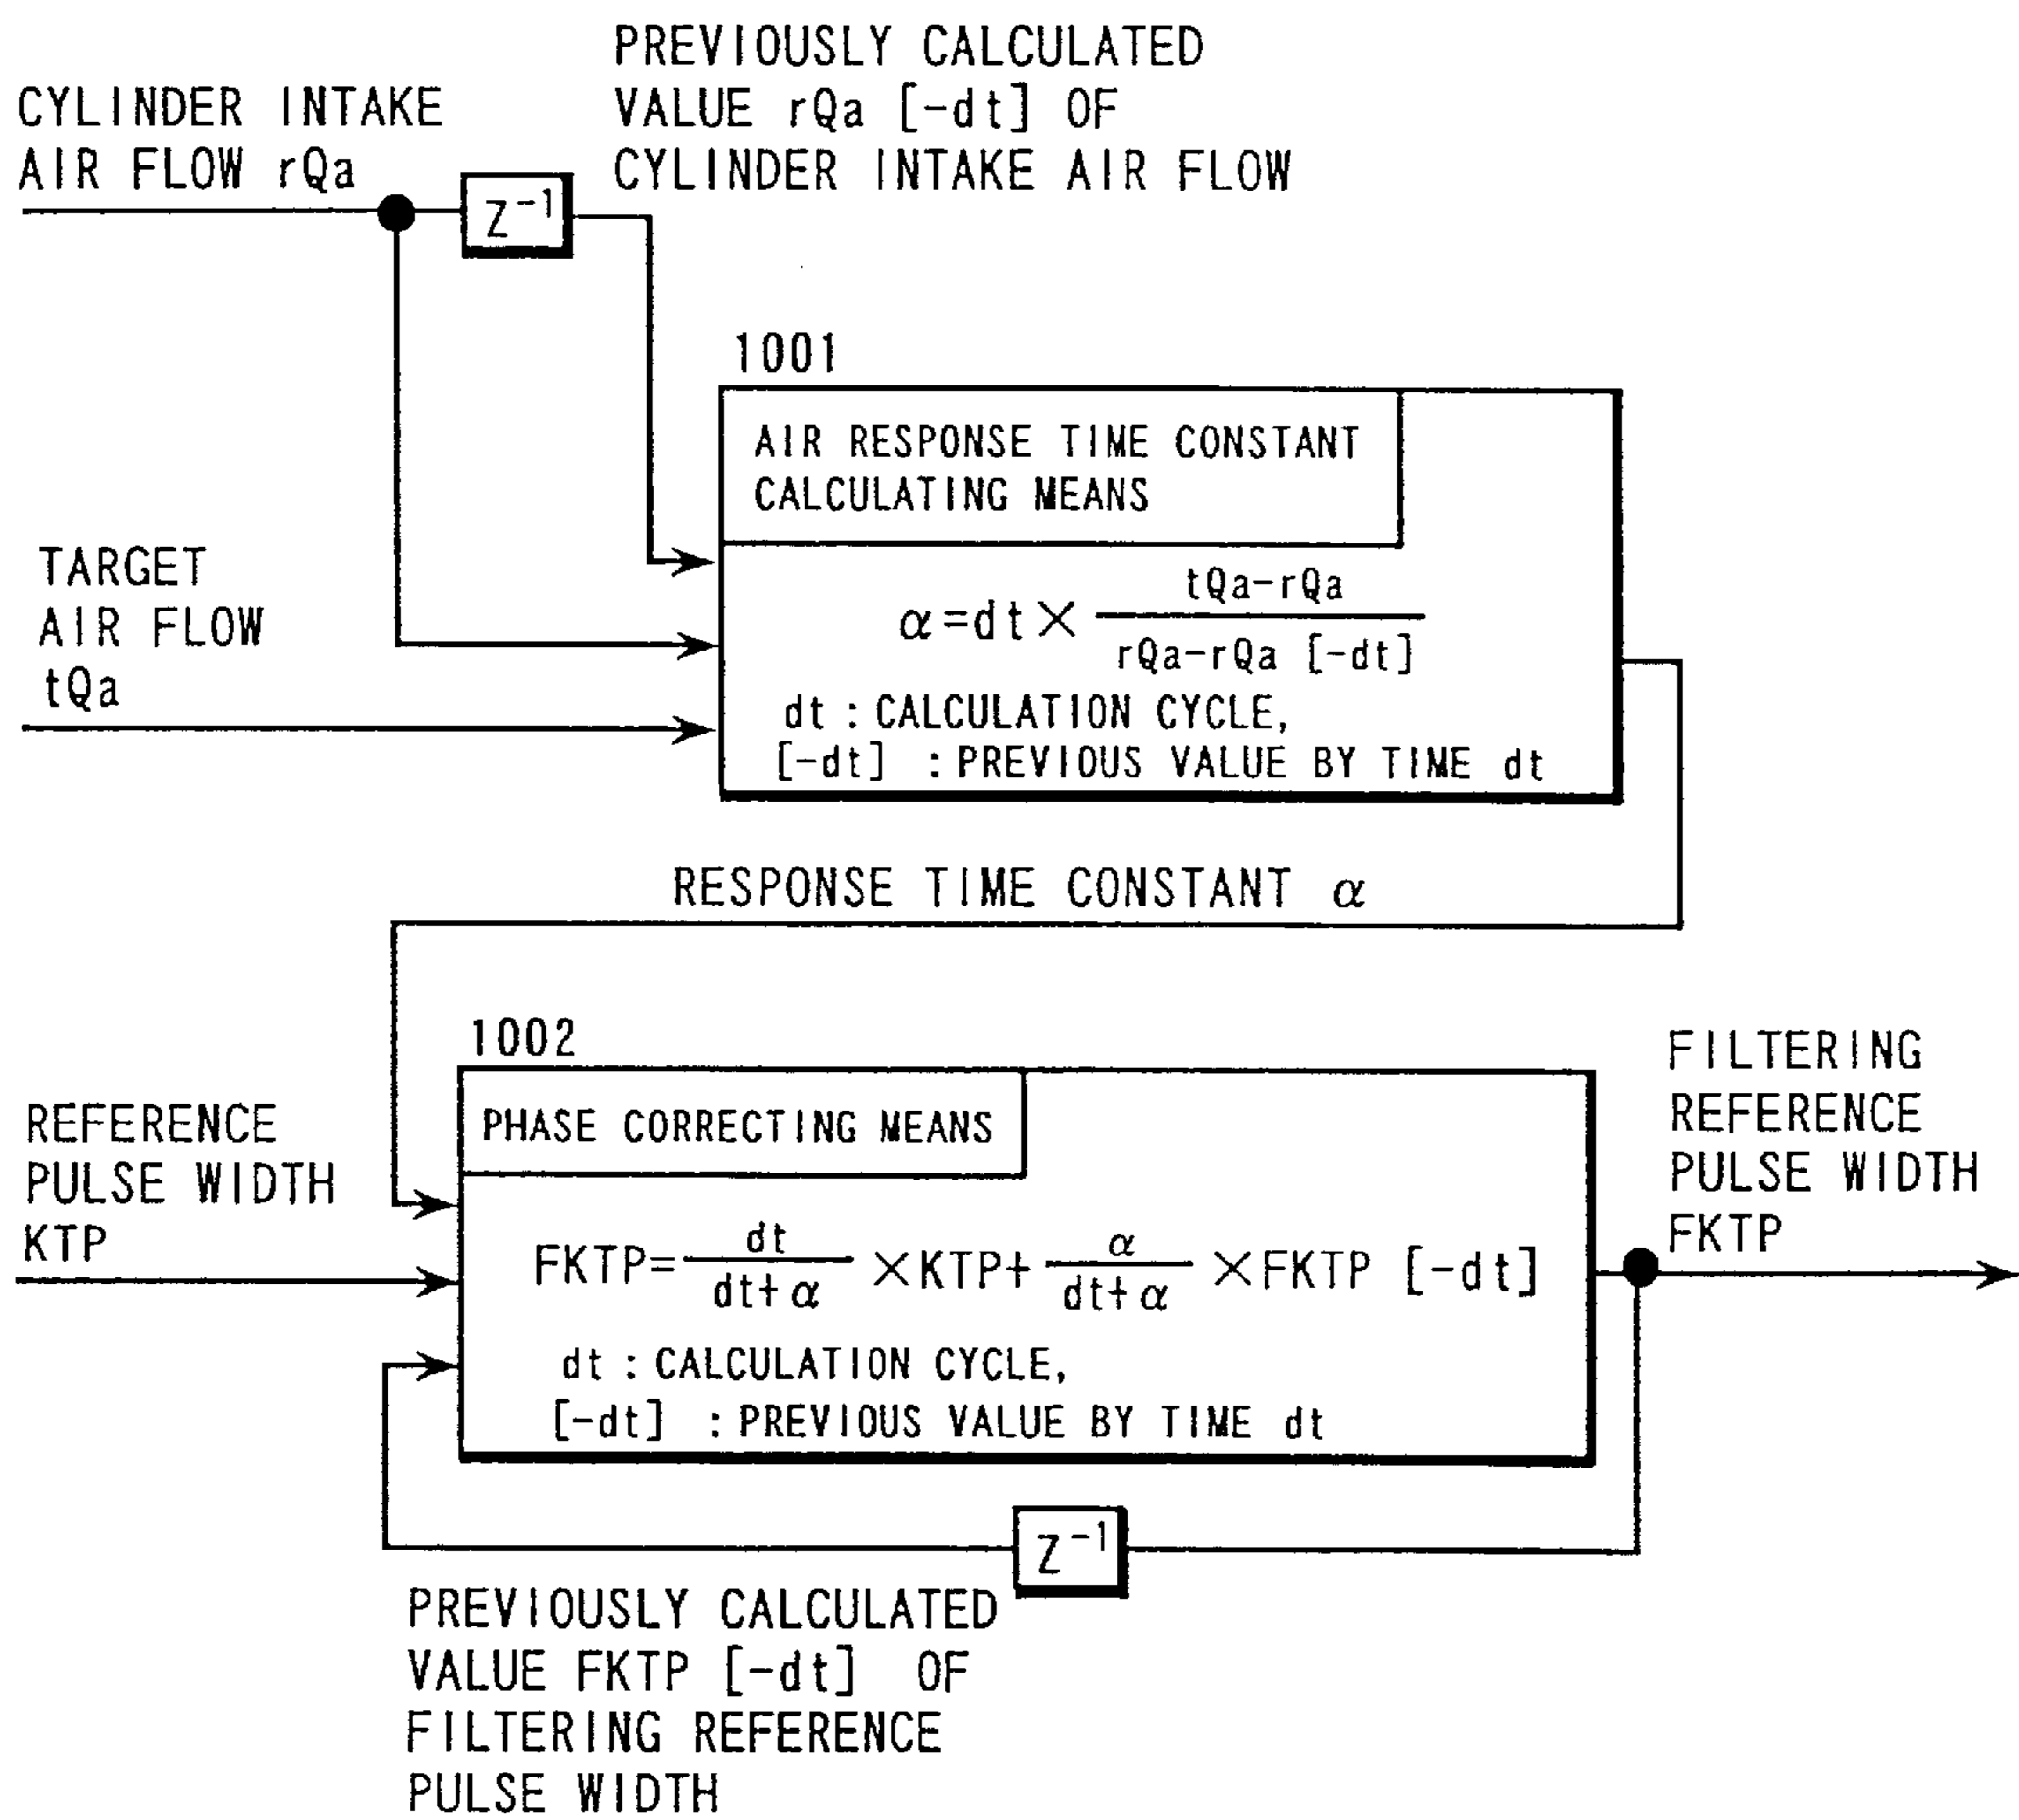 CYLINDER INTAKE
AIR FLOW rQa
PREVIOUSLY CALCULATED
VALUE rQa [-dt] OF
CYLINDER INTAKE AIR FLOW
Z⁻¹
1001
AIR RESPONSE TIME CONSTANT
CALCULATING MEANS
TARGET
AIR FLOW
tQa
α=dt× tQa-rQa / rQa-rQa [-dt]
dt : CALCULATION CYCLE,
[-dt] : PREVIOUS VALUE BY TIME dt
RESPONSE TIME CONSTANT α
1002
PHASE CORRECTING MEANS
REFERENCE
PULSE WIDTH
KTP
FKTP= dt / dt+α ×KTP+ α / dt+α ×FKTP [-dt]
dt : CALCULATION CYCLE,
[-dt] : PREVIOUS VALUE BY TIME dt
FILTERING
REFERENCE
PULSE WIDTH
FKTP
Z⁻¹
PREVIOUSLY CALCULATED
VALUE FKTP [-dt] OF
FILTERING REFERENCE
PULSE WIDTH